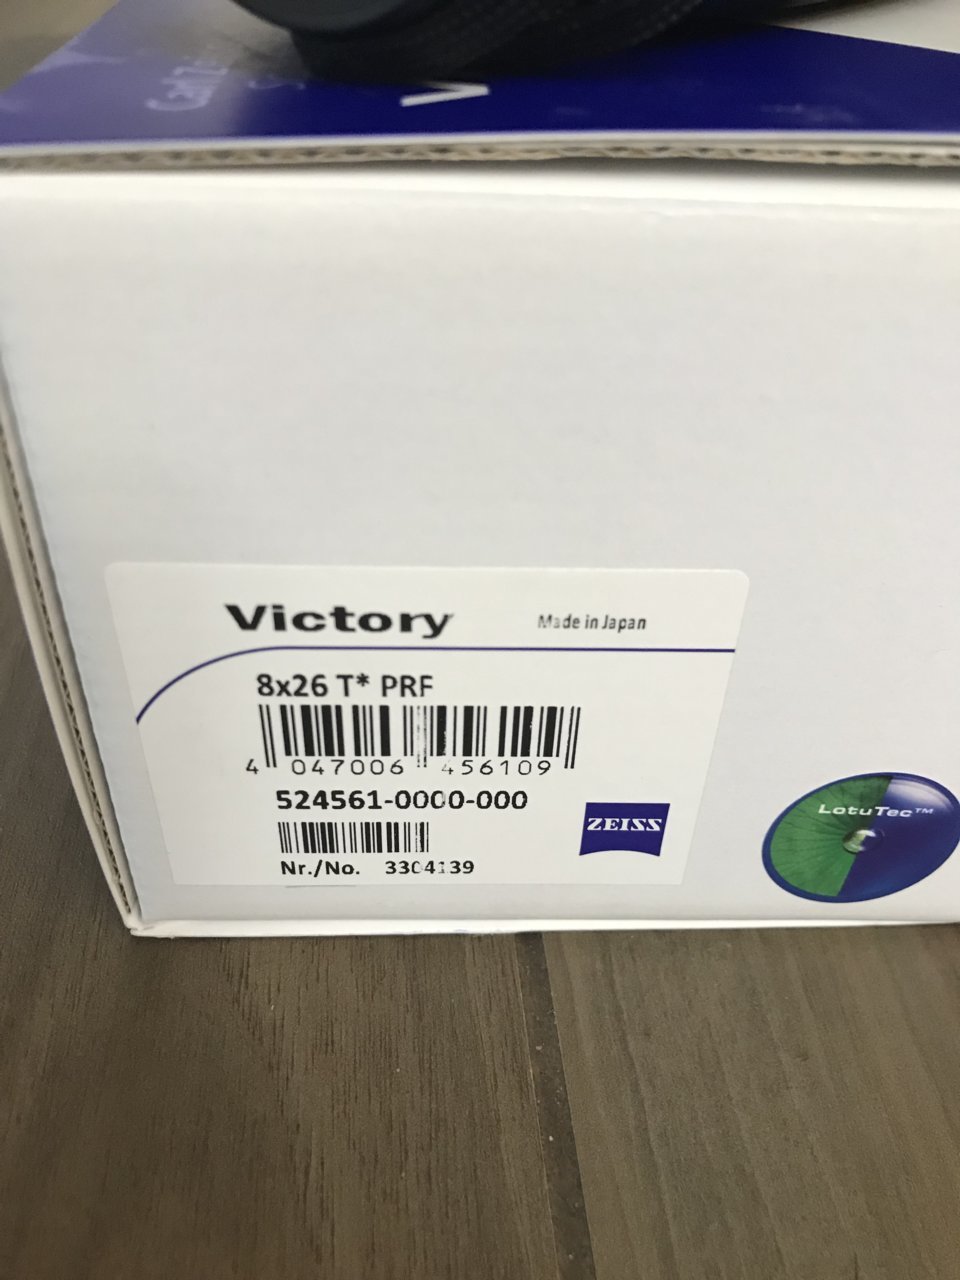 V
Victory
Made in Japan
8x26 T* PRF
4 047006 456109
524561-0000-000
ZEISS
Nr./No. 3304139
LotuTec™